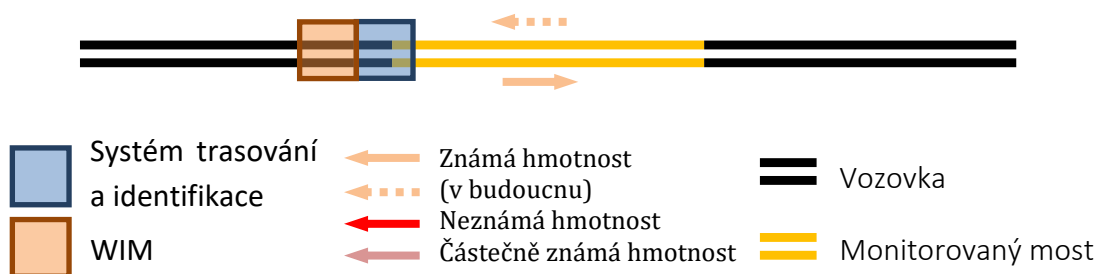 Systém trasování
a identifikace
WIM
Známá hmotnost
(v budoucnu)
Neznámá hmotnost
Částečně známá hmotnost
Vozovka
Monitorovaný most